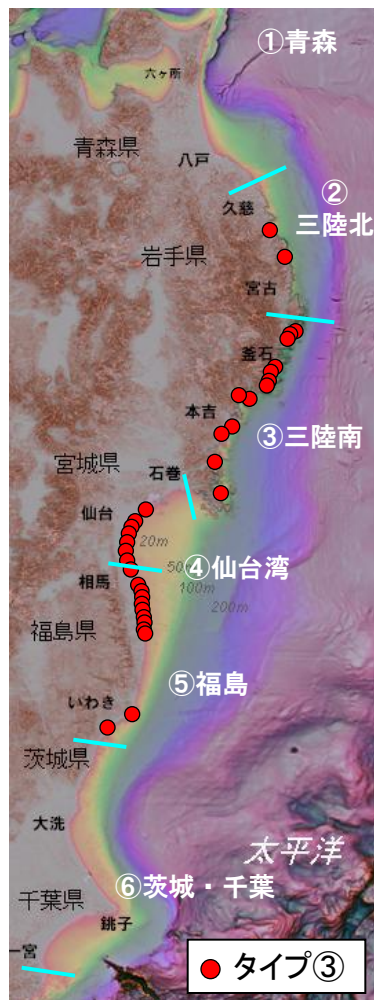 ①青森
六ヶ所
青森県
八戸
②
三陸北
久慈
岩手県
宮古
釜石
本吉
③三陸南
宮城県
石巻
仙台
20m
50m
④仙台湾
相馬
100m
200m
福島県
⑤福島
いわき
茨城県
大洗
太平洋
⑥茨城・千葉
千葉県
銚子
一宮
タイプ③